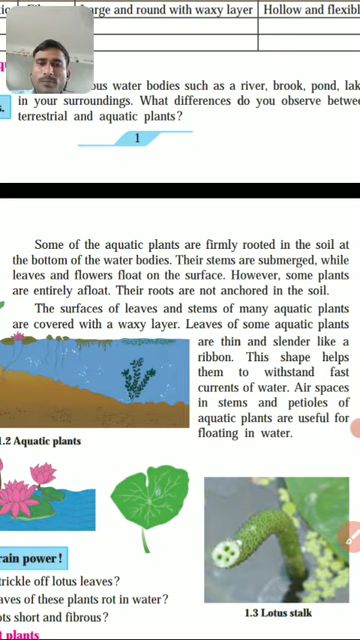 arge and round with waxy layer
Hollow and flexibl
ous water bodies such as a river, brook, pond, lak
in your surroundings. What differences do you observe betwe
terrestrial and aquatic plants?
1
Some of the aquatic plants are firmly rooted in the soil at
the bottom of the water bodies. Their stems are submerged, while
leaves and flowers float on the surface. However, some plants
are entirely afloat. Their roots are not anchored in the soil.
The surfaces of leaves and stems of many aquatic plants
are covered with a waxy layer. Leaves of some aquatic plants
are thin and slender like a
ribbon. This shape helps
them to withstand fast
currents of water. Air spaces
in stems and petioles of
aquatic plants are useful for
floating in water.
1.2 Aquatic plants
rain power!
trickle off lotus leaves?
aves of these plants rot in water?
ots short and fibrous?
t plants
1.3 Lotus stalk